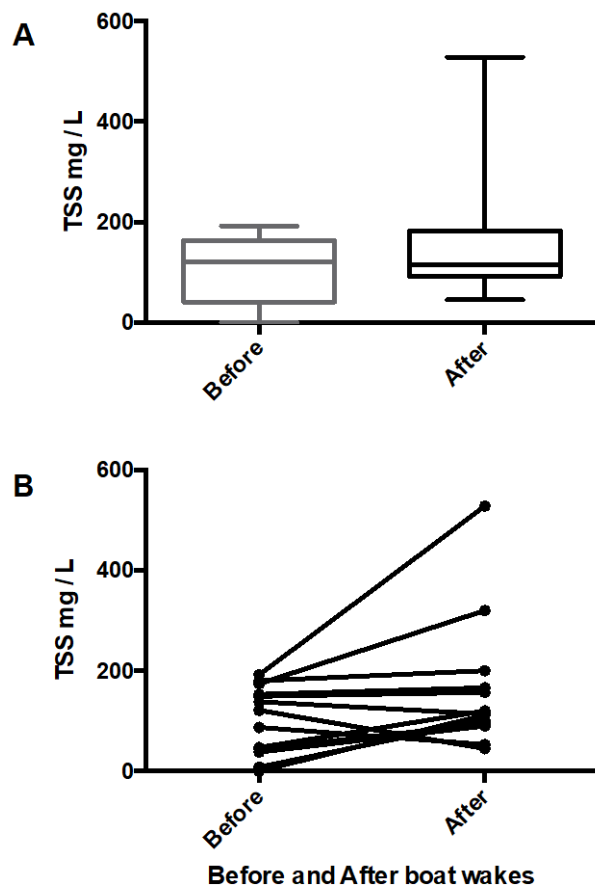 A
TSS mg / L
600
400
200
0
Before
After
B
TSS mg / L
600
400
200
0
Before
After
Before and After boat wakes